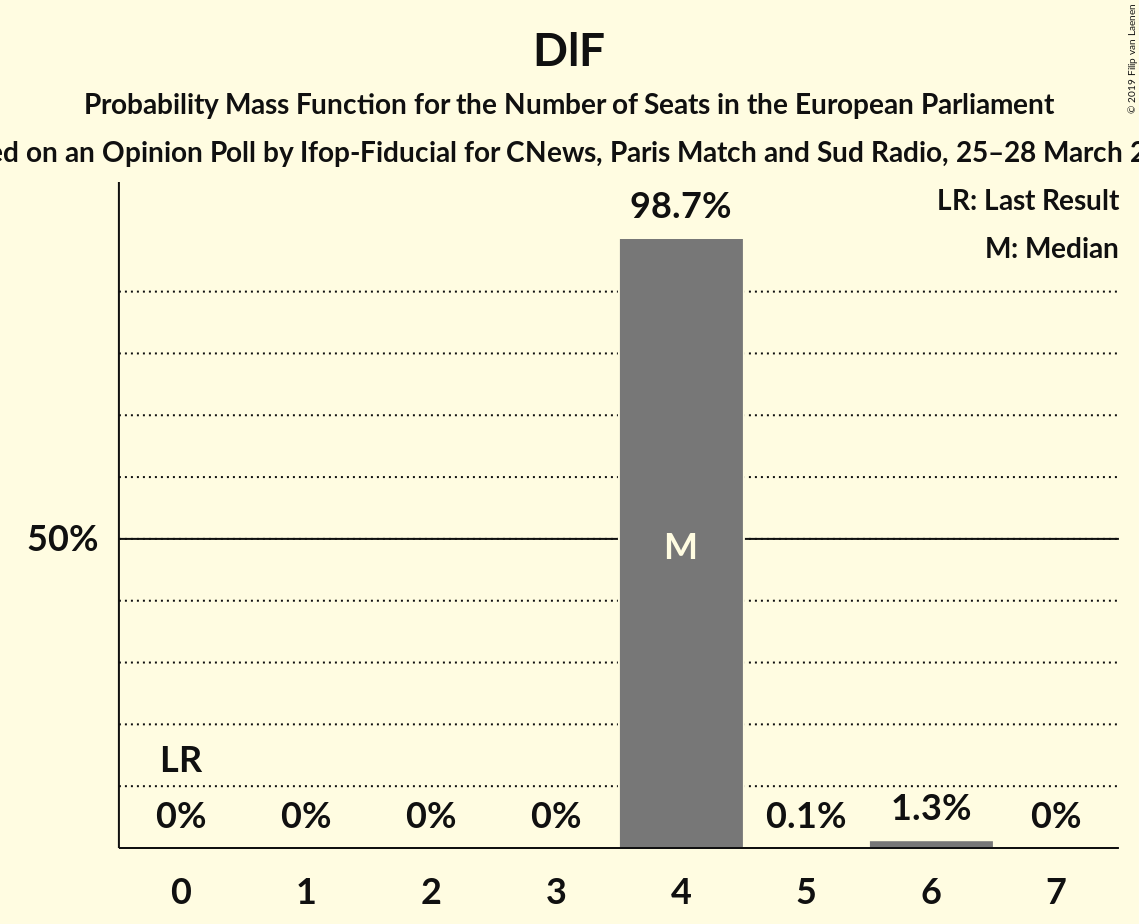 DlF
Probability Mass Function for the Number of Seats in the European Parliament
on an Opinion Poll by Ifop-Fiducial for CNews, Paris Match and Sud Radio, 25–28 March
© 2019 Filip van Laenen
LR: Last Result
M: Median
98.7%
50%
M
LR
0% 0% 0% 0% 0.1% 1.3% 0%
0 1 2 3 4 5 6 7